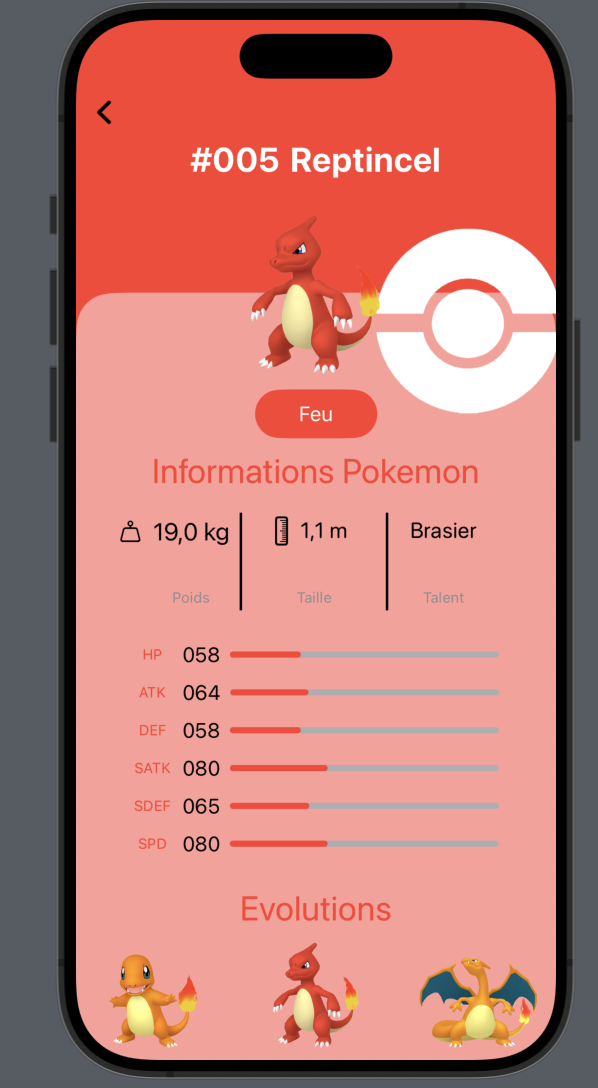 #005 Reptincel
Feu
Informations Pokemon
19,0 kg
1,1 m
Brasier
Poids
Taille
Talent
HP 058
ATK 064
DEF 058
SATK 080
SDEF 065
SPD 080
Evolutions